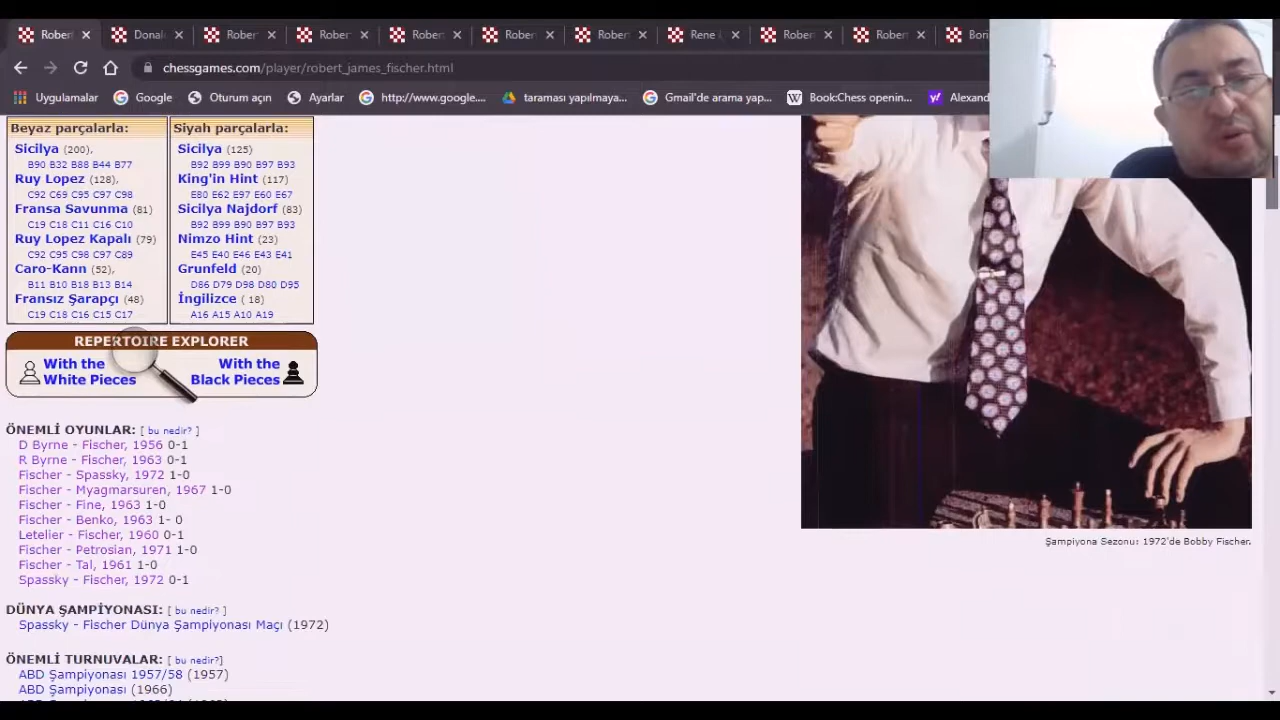 Robert
Donal
Robert
Robert
Robert
Robert
Robert
Rene
Robert
Robert
Bori
chessgames.com/player/robert_james_fischer.html
Uygulamalar
Google
Oturum açın
Ayarlar
http://www.google....
taraması yapılmaya...
Gmail'de arama yap...
Book:Chess openin...
Alexand
Beyaz parçalarla:
Sicilya (200),
B90 B32 B88 B44 B77
Ruy Lopez (128),
C92 C69 C95 C97 C98
Fransa Savunma (81)
C19 C18 C11 C16 C10
Ruy Lopez Kapalı (79)
C92 C95 C98 C97 C89
Caro-Kann (52),
B11 B10 B18 B13 B14
Fransız Şarapçı (48)
C19 C18 C16 C15 C17
Siyah parçalarla:
Sicilya (125)
B92 B99 B90 B97 B93
King'in Hint (117)
E80 E62 E97 E60 E67
Sicilya Najdorf (83)
B92 B99 B90 B97 B93
Nimzo Hint (23)
E45 E40 E46 E43 E41
Grunfeld (20)
D86 D79 D98 D80 D95
İngilizce ( 18)
A16 A15 A10 A19
REPERTOIRE EXPLORER
With the
White Pieces
With the
Black Pieces
ÖNEMLİ OYUNLAR: [ bu nedir? ]
D Byrne - Fischer, 1956 0-1
R Byrne - Fischer, 1963 0-1
Fischer - Spassky, 1972 1-0
Fischer - Myagmarsuren, 1967 1-0
Fischer - Fine, 1963 1-0
Fischer - Benko, 1963 1- 0
Letelier - Fischer, 1960 0-1
Fischer - Petrosian, 1971 1-0
Fischer - Tal, 1961 1-0
Spassky - Fischer, 1972 0-1
DÜNYA ŞAMPİYONASI: [ bu nedir? ]
Spassky - Fischer Dünya Şampiyonası Maçı (1972)
ÖNEMLİ TURNUVALAR: [ bu nedir?]
ABD Şampiyonası 1957/58 (1957)
ABD Şampiyonası (1966)
Şampiyona Sezonu: 1972'de Bobby Fischer.